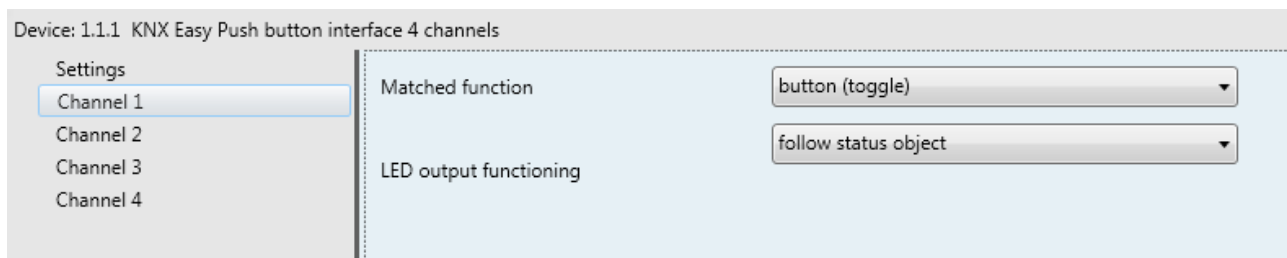 Device: 1.1.1 KNX Easy Push button interface 4 channels
Settings
Channel 1
Channel 2
Channel 3
Channel 4
Matched function
button (toggle)
follow status object
LED output functioning